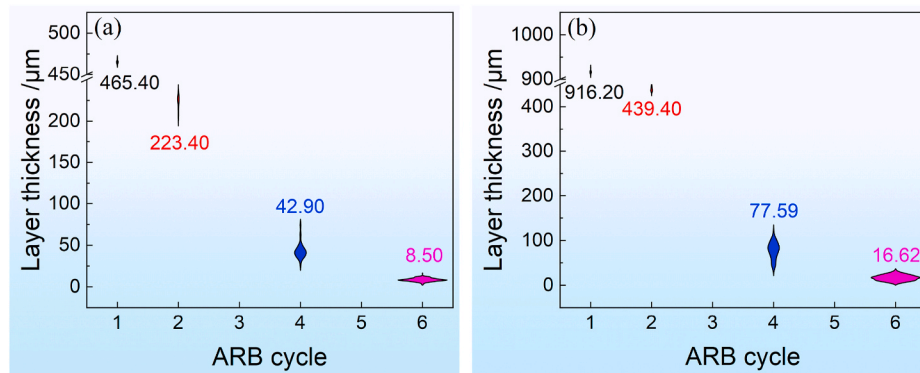 (a)
Layer thickness /μm
500
450
200
150
100
50
0
465.40
223.40
42.90
8.50
1 2 3 4 5 6
ARB cycle
(b)
Layer thickness /μm
1000
900
400
300
200
100
0
916.20
439.40
77.59
16.62
1 2 3 4 5 6
ARB cycle